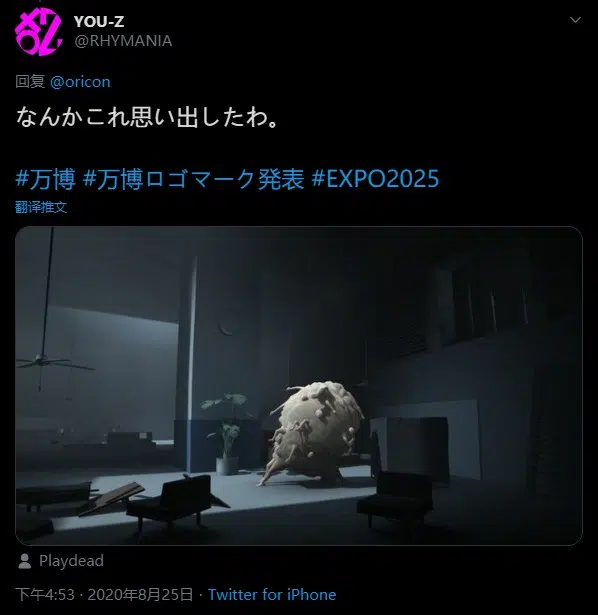 YOU-Z
@RHYMANIA
回复 @oricon
なんかこれ思い出したわ。
#万博 #万博ロゴマーク発表 #EXPO2025
翻译推文
Playdead
下午4:53 · 2020年8月25日 · Twitter for iPhone